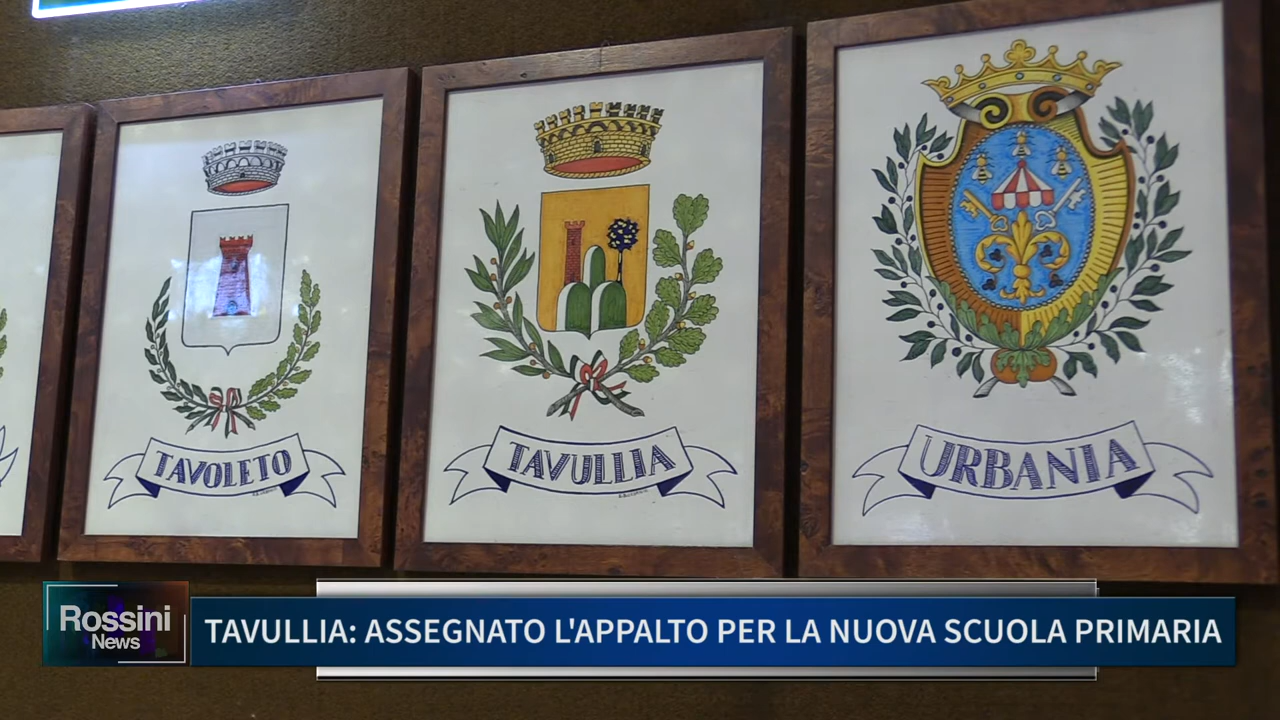 TAVOLETO
TAVULLIA
URBANIA
Rossini
News
TAVULLIA: ASSEGNATO L'APPALTO PER LA NUOVA SCUOLA PRIMARIA